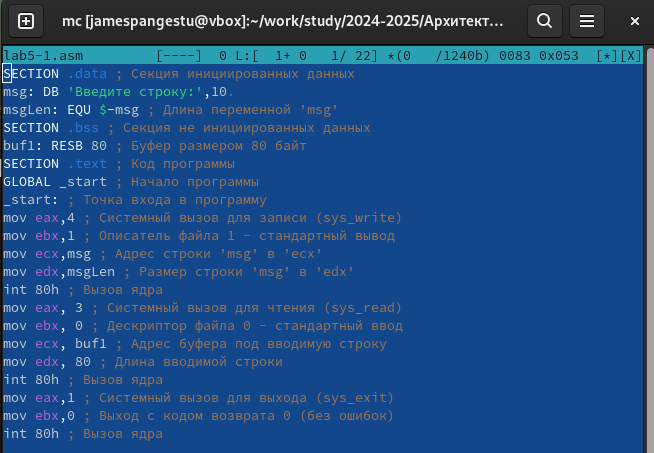 mc [jamespangestu@vbox]:~/work/study/2024-2025/Архитект...
lab5-1.asm [----] 0 L:[ 1+ 0 1/ 22] *(0 /1240b) 0083 0x053 [*][X]
SECTION .data ; Секция инициированных данных
msg: DB 'Введите строку:',10.
msgLen: EQU $-msg ; Длина переменной 'msg'
SECTION .bss ; Секция не инициированных данных
buf1: RESB 80 ; Буфер размером 80 байт
SECTION .text ; Код программы
GLOBAL _start ; Начало программы
_start: ; Точка входа в программу
mov eax,4 ; Системный вызов для записи (sys_write)
mov ebx,1 ; Описатель файла 1 - стандартный вывод
mov ecx,msg ; Адрес строки 'msg' в 'ecx'
mov edx,msgLen ; Размер строки 'msg' в 'edx'
int 80h ; Вызов ядра
mov eax, 3 ; Системный вызов для чтения (sys_read)
mov ebx, 0 ; Дескриптор файла 0 - стандартный ввод
mov ecx, buf1 ; Адрес буфера под вводимую строку
mov edx, 80 ; Длина вводимой строки
int 80h ; Вызов ядра
mov eax,1 ; Системный вызов для выхода (sys_exit)
mov ebx,0 ; Выход с кодом возврата 0 (без ошибок)
int 80h ; Вызов ядра